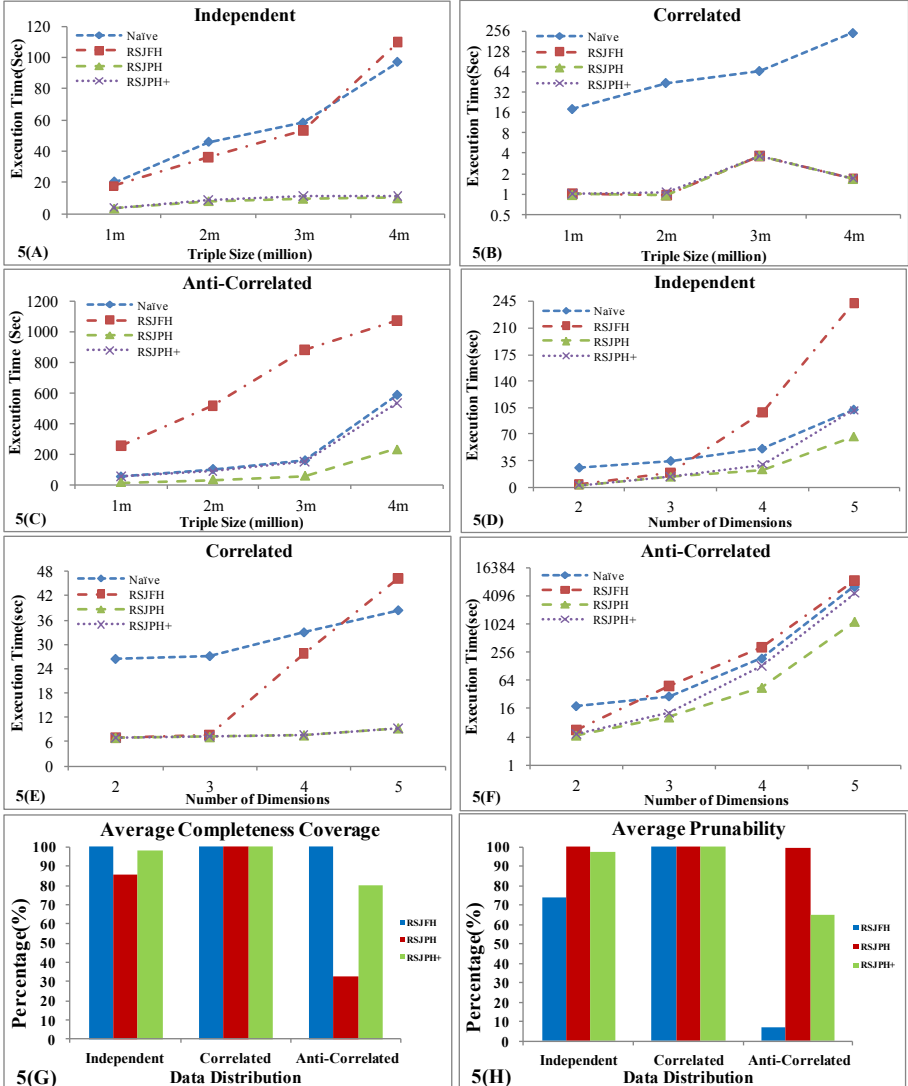 Independent
Execution Time(Sec)
120
100
80
60
40
20
0
Naïve
RSJFH
RSJPH
RSJPH+
1m 2m 3m 4m
5(A)
Triple Size (million)
Correlated
Execution Time(Sec)
256
128
64
32
16
8
4
2
1
0.5
Naïve
RSJFH
RSJPH
RSJPH+
1m 2m 3m 4m
5(B)
Triple Size (million)
Anti-Correlated
Execution Time (Sec)
1200
1000
800
600
400
200
0
Naïve
RSJFH
RSJPH
RSJPH+
1m 2m 3m 4m
5(C)
Triple Size (million)
Independent
Execution Time(sec)
245
210
175
140
105
70
35
0
Naïve
RSJFH
RSJPH
RSJPH+
2 3 4 5
5(D)
Number of Dimensions
Correlated
Execution Time(sec)
48
42
36
30
24
18
12
6
0
Naïve
RSJFH
RSJPH
RSJPH+
2 3 4 5
5(E)
Number of Dimensions
Anti-Correlated
Execution Time(sec)
16384
4096
1024
256
64
16
4
1
Naïve
RSJFH
RSJPH
RSJPH+
2 3 4 5
5(F)
Number of Dimensions
Average Completeness Coverage
Percentage(%)
100
90
80
70
60
50
40
30
20
10
0
RSJFH
RSJPH
RSJPH+
Independent Correlated Anti-Correlated
5(G)
Data Distribution
Average Prunability
Percentage(%)
100
90
80
70
60
50
40
30
20
10
0
RSJFH
RSJPH
RSJPH+
Independent Correlated Anti-Correlated
5(H)
Data Distribution